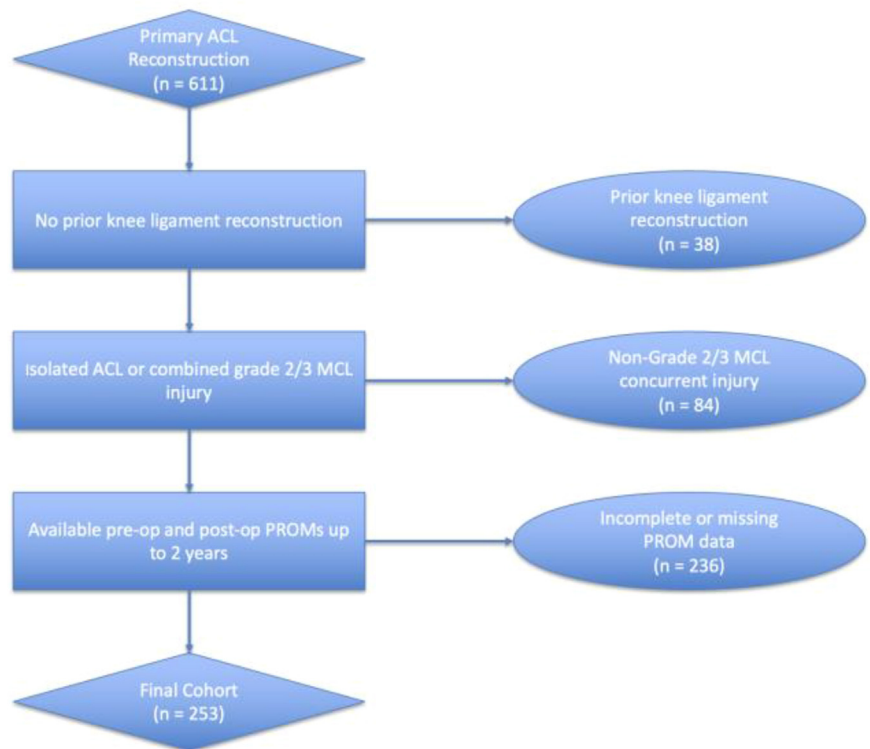 Primary ACL
Reconstruction
(n = 611)
No prior knee ligament reconstruction
Prior knee ligament
reconstruction
(n = 38)
Isolated ACL or combined grade 2/3 MCL
injury
Non-Grade 2/3 MCL
concurrent injury
(n = 84)
Available pre-op and post-op PROMs up
to 2 years
Incomplete or missing
PROM data
(n = 236)
Final Cohort
(n = 253)